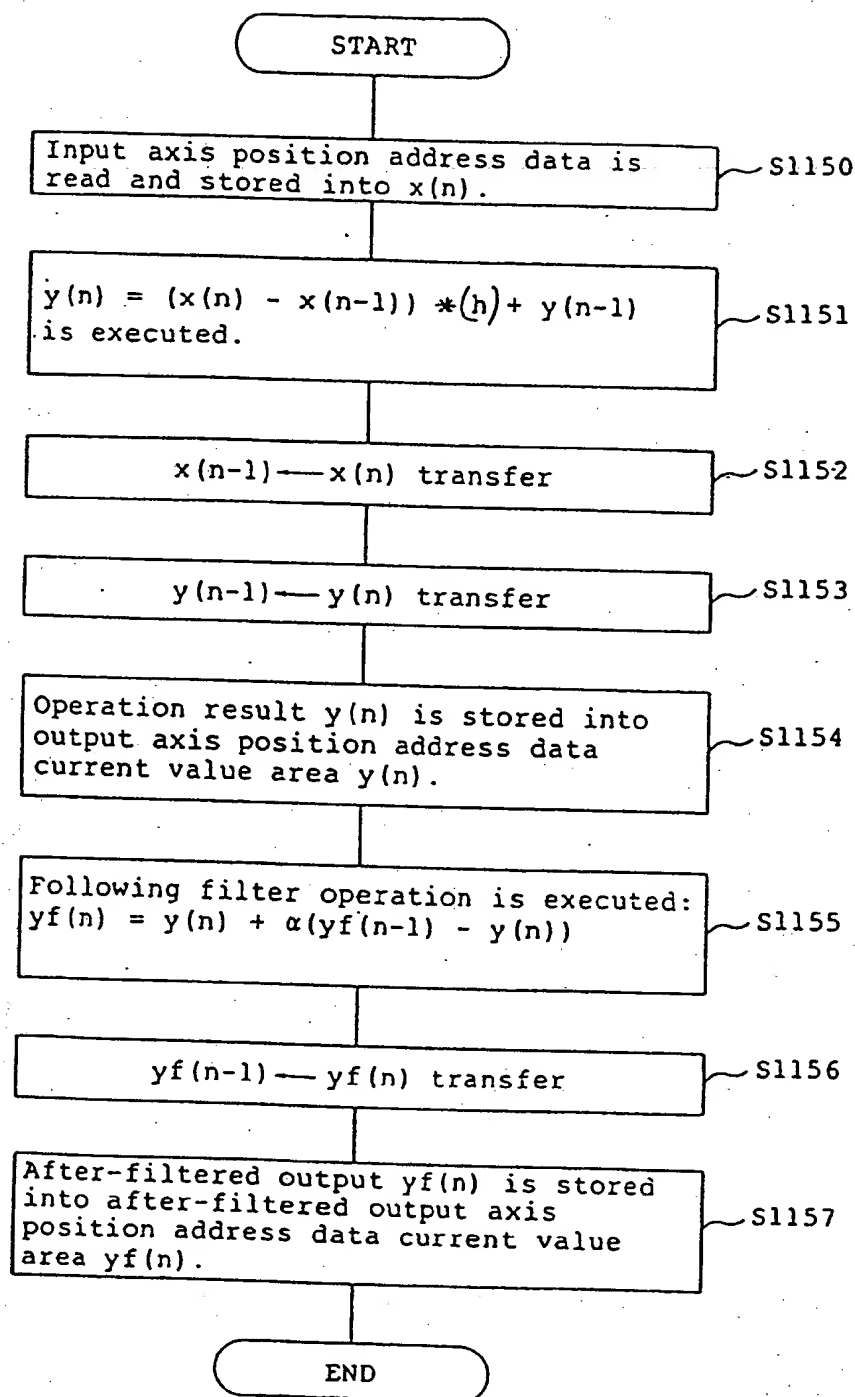 START
Input axis position address data is
read and stored into x(n).
S1150
y(n) = (x(n) - x(n-1)) *(h)+ y(n-1)
is executed.
S1151
x(n-1)←x(n) transfer
S1152
y(n-1)←y(n) transfer
S1153
Operation result y(n) is stored into
output axis position address data
current value area y(n).
S1154
Following filter operation is executed:
yf(n) = y(n) + α(yf(n-1) - y(n))
S1155
yf(n-1)←yf(n) transfer
S1156
After-filtered output yf(n) is stored
into after-filtered output axis
position address data current value
area yf(n).
S1157
END